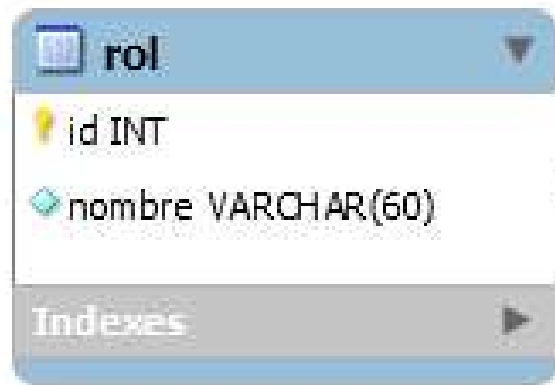 rol
id INT
nombre VARCHAR(60)
Indexes